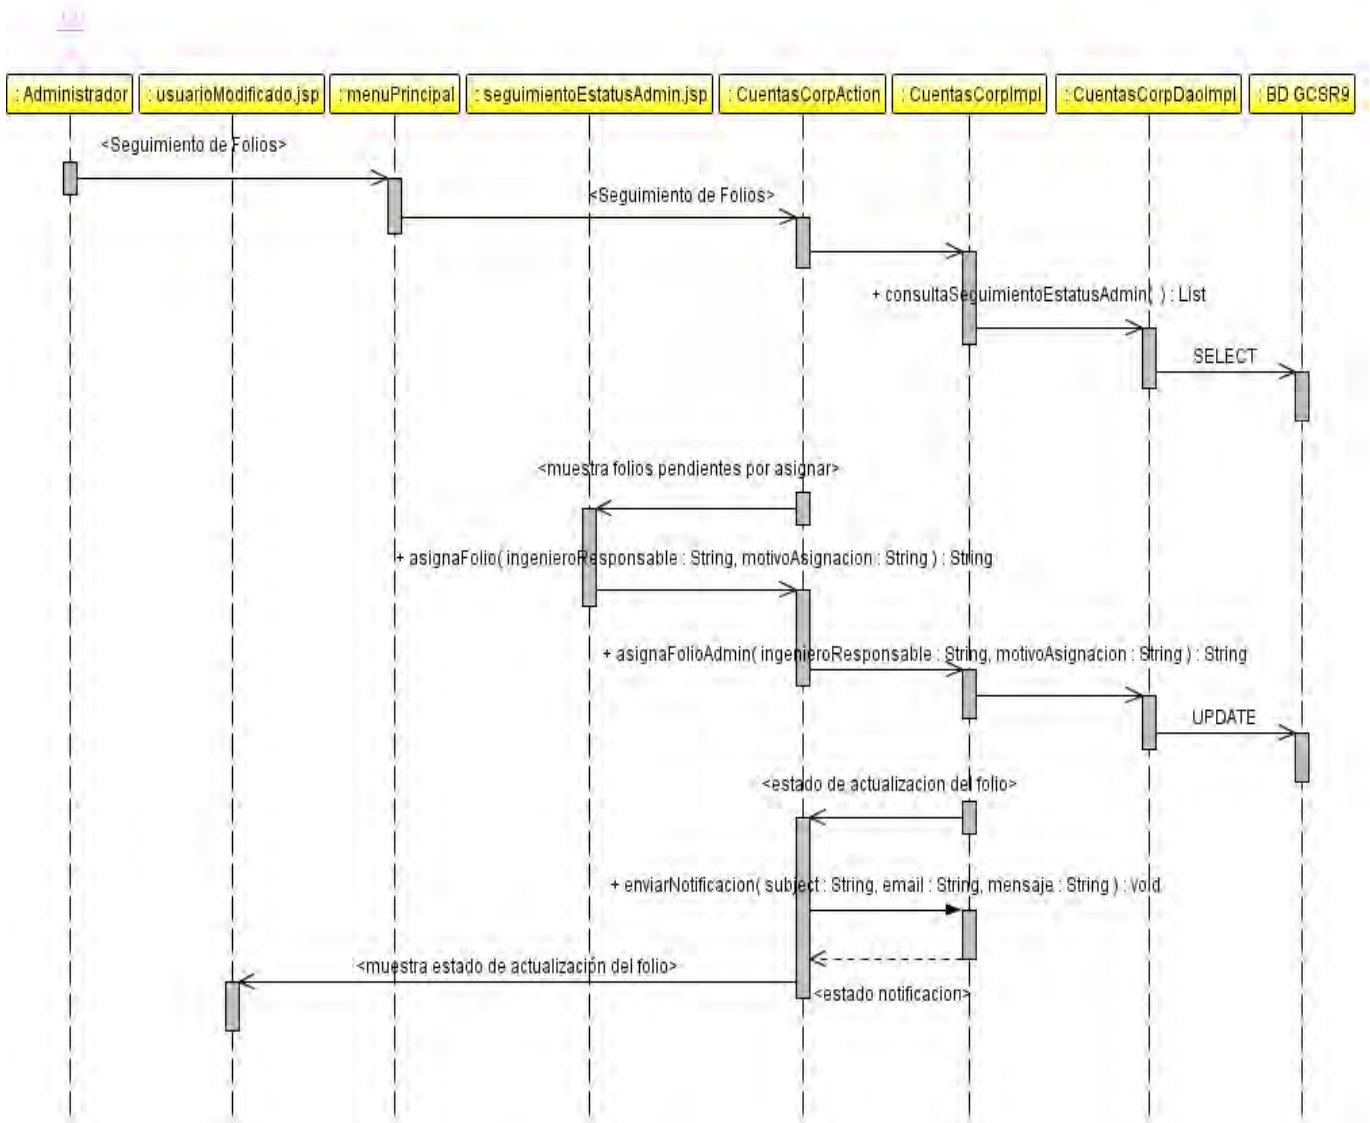 : Administrador
: usuarioModificado.jsp
: menuPrincipal
: seguimientoEstatusAdmin.jsp
: CuentasCorpAction
: CuentasCorpImpl
: CuentasCorpDaoImpl
: BD GCSR9
<Seguimiento de Folios>
<Seguimiento de Folios>
+ consultaSeguimientoEstatusAdmin( ) : List
SELECT
<muestra folios pendientes por asignar>
+ asignaFolio( ingenieroResponsable : String, motivoAsignacion : String ) : String
+ asignaFolioAdmin( ingenieroResponsable : String, motivoAsignacion : String ) : String
UPDATE
<estado de actualizacion del folio>
+ enviarNotificacion( subject : String, email : String, mensaje : String ) : void
<muestra estado de actualización del folio>
<estado notificacion>